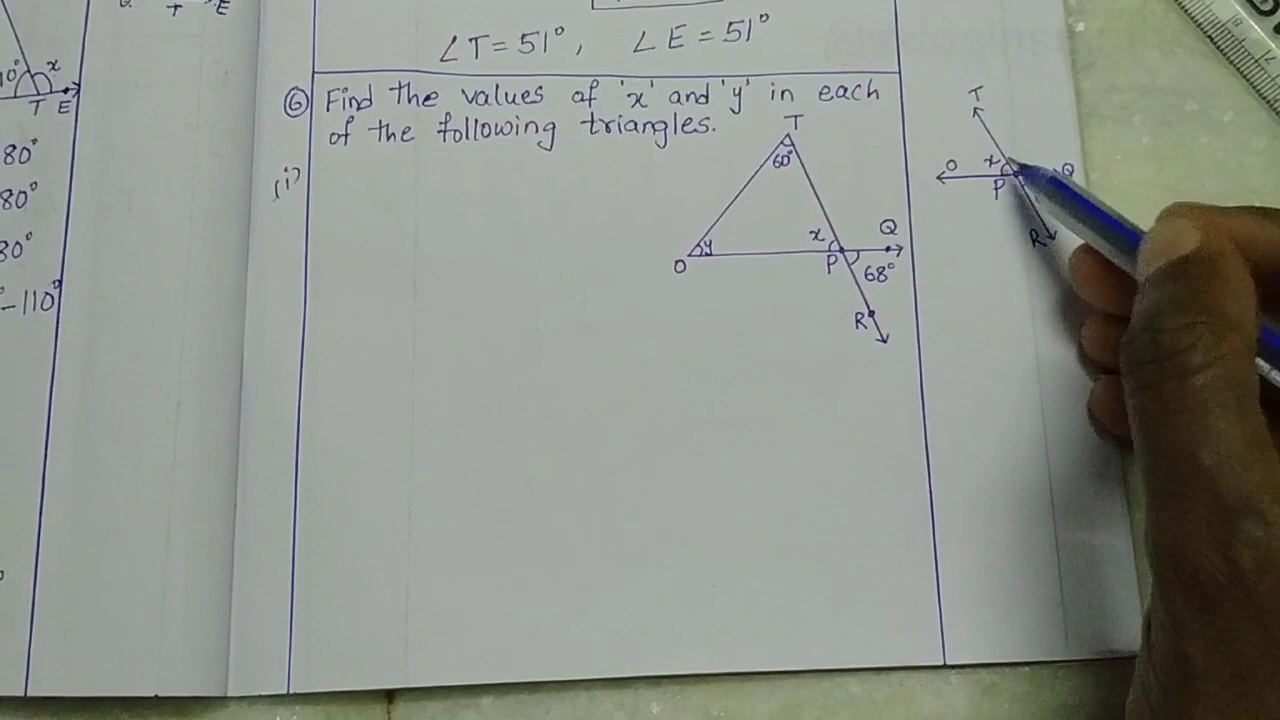 T E
∠T = 51°, ∠E = 51°
10° x
T E
80°
80°
30°
°-110°
⑥ Find the values of 'x' and 'y' in each
of the following triangles.
(i)
T
60°
y
O
x
P
Q
68°
R
T
O
x
P
Q
R